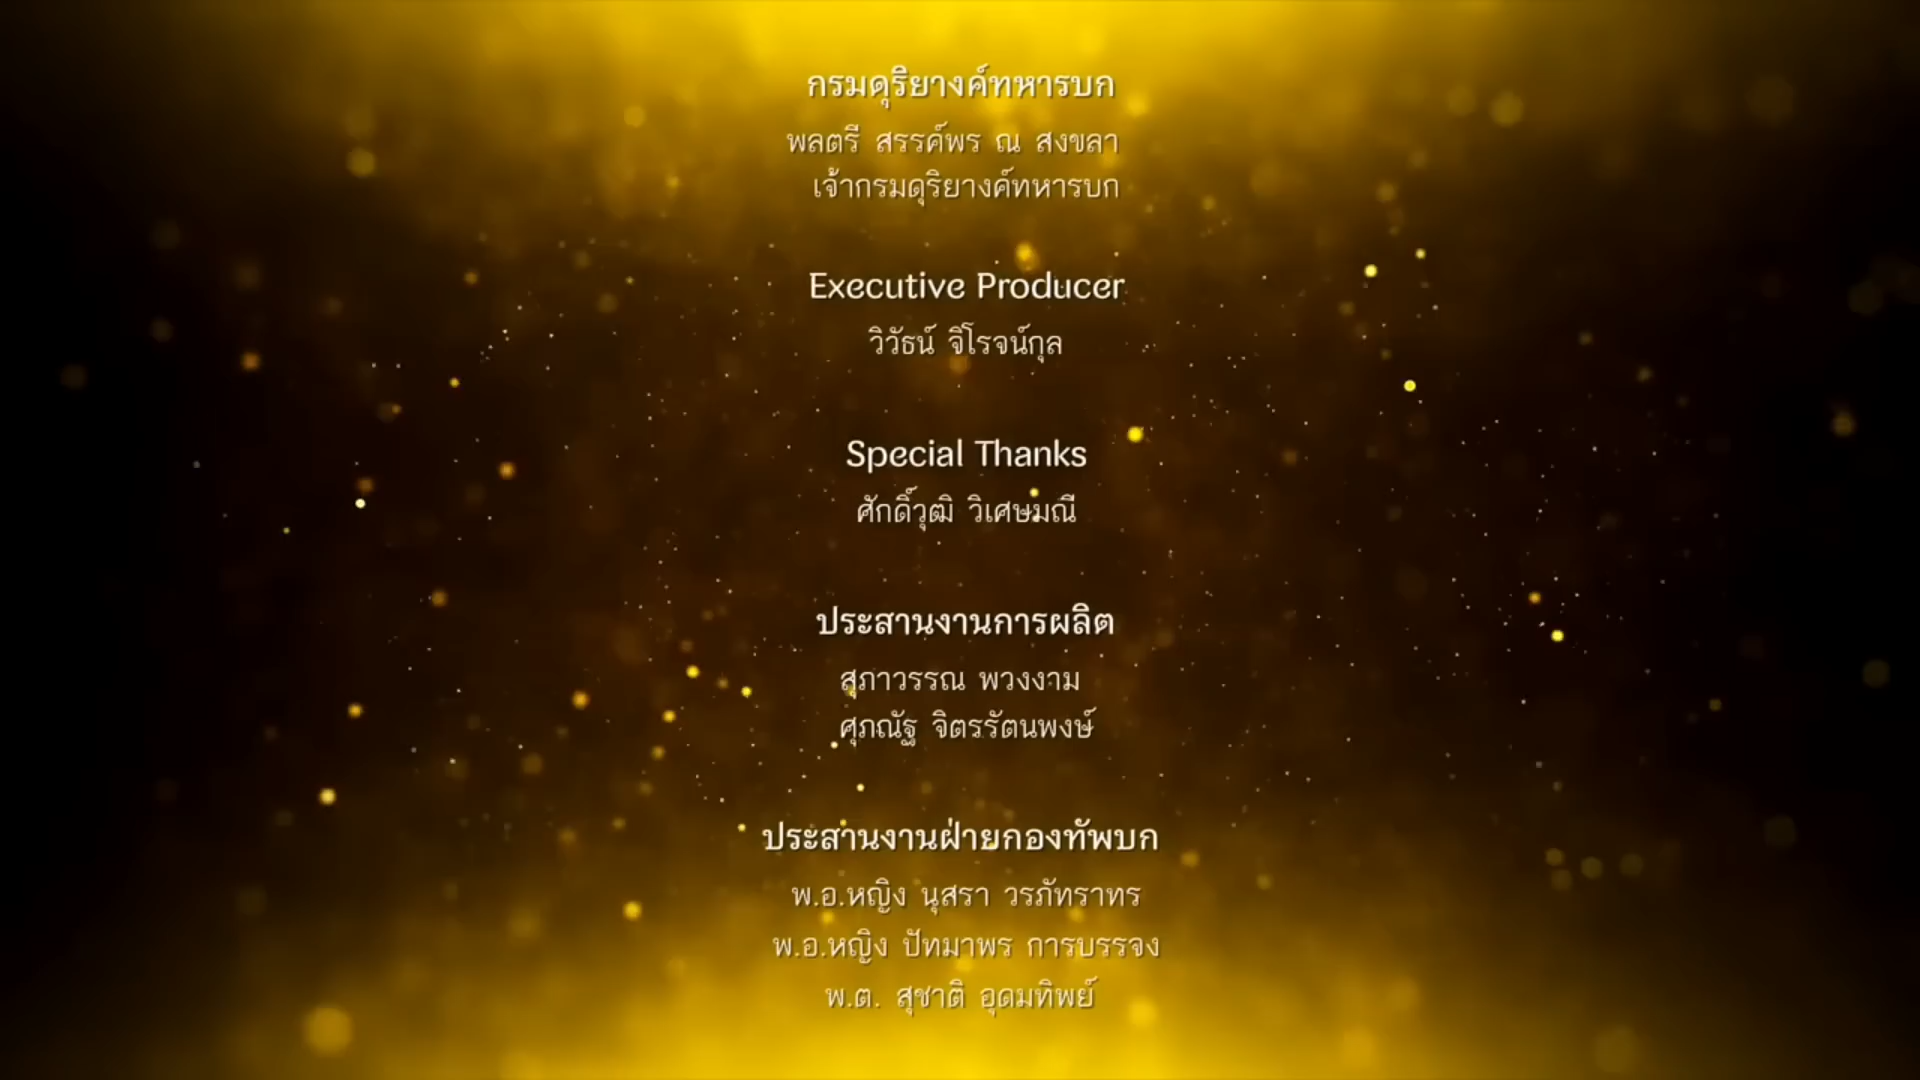 กรมดุริยางค์ทหารบก
พลตรี สรรค์พร ณ สงขลา
เจ้ากรมดุริยางค์ทหารบก
Executive Producer
วิวัธน์ จิโรจน์กุล
Special Thanks
ศักดิ์วุฒิ วิเศษมณี
ประสานงานการผลิต
สุภาวรรณ พวงงาม
ศุภณัฐ จิตรรัตนพงษ์
ประสานงานฝ่ายกองทัพบก
พ.อ.หญิง นุสรา วรภัทราทร
พ.อ.หญิง ปัทมาพร การบรรจง
พ.ต. สุชาติ อุดมทิพย์